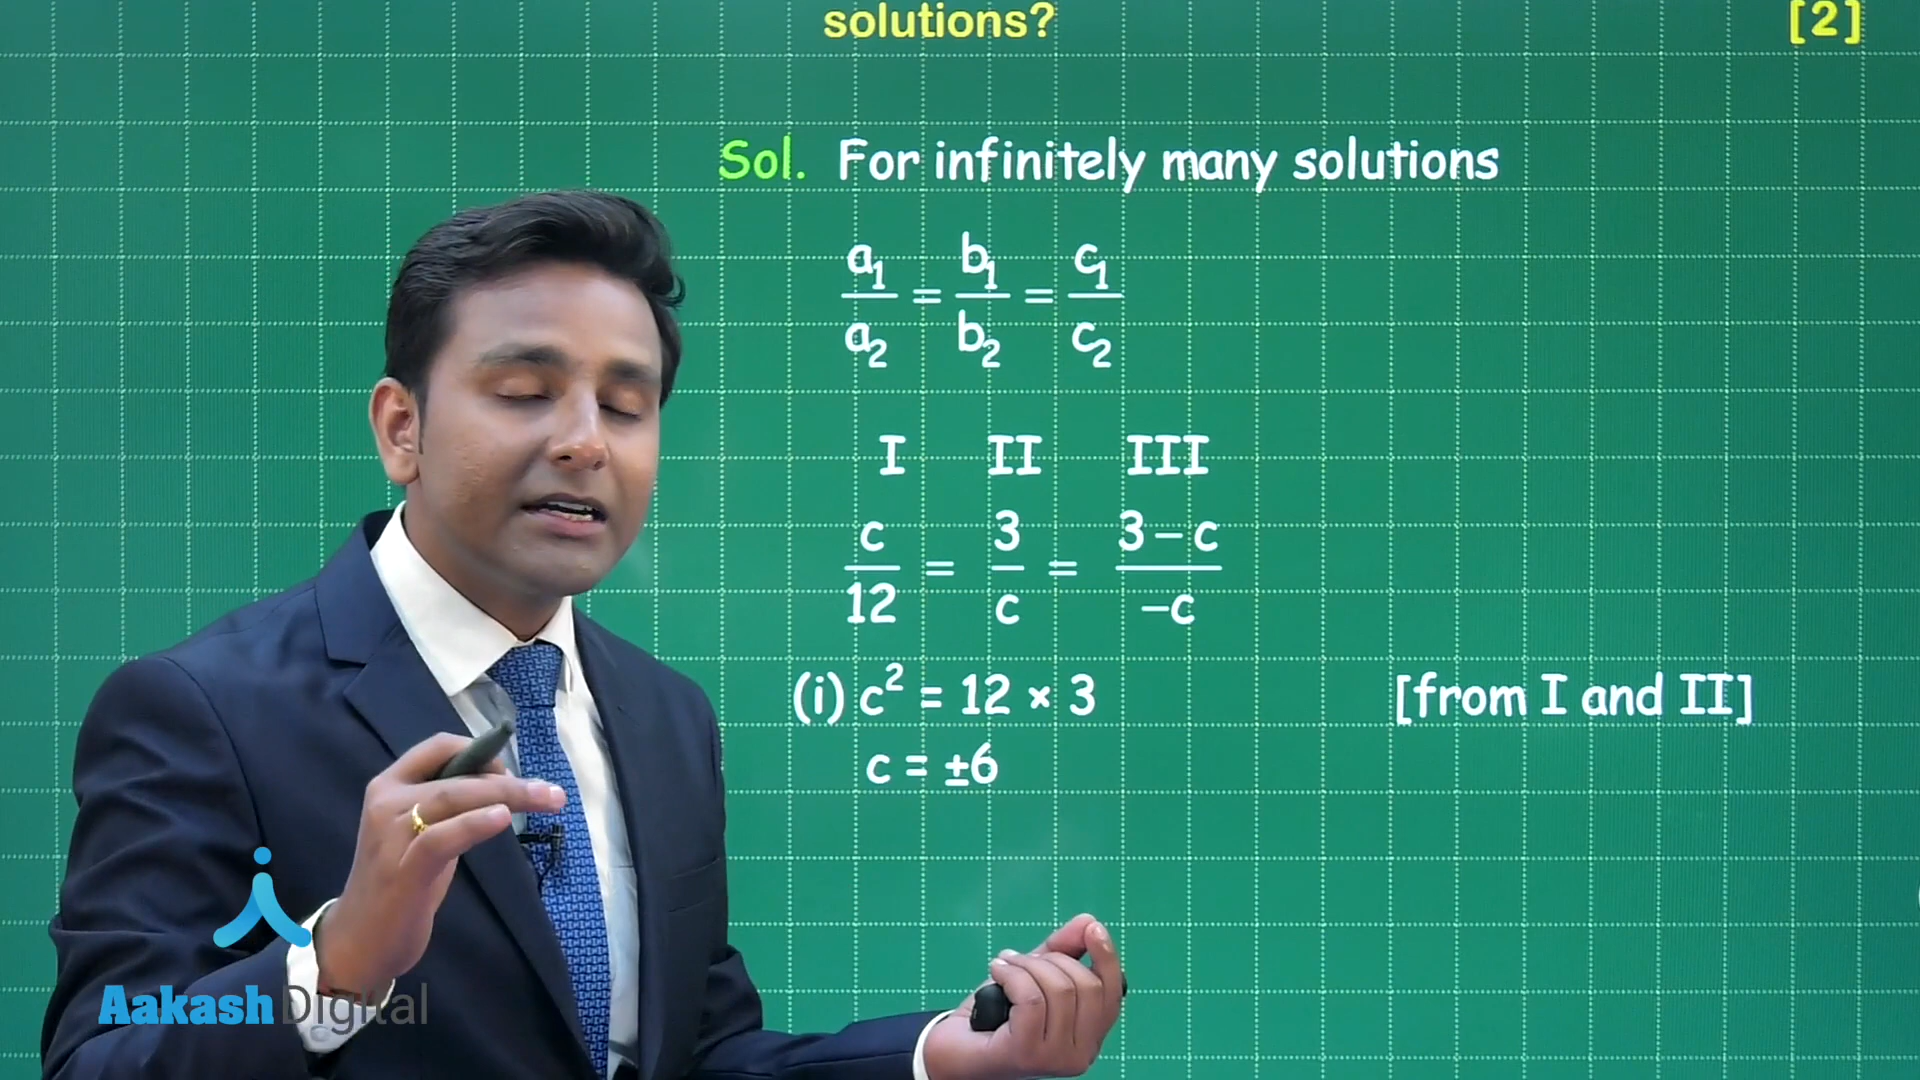 solutions? [2]
Sol. For infinitely many solutions
a₁/a₂ = b₁/b₂ = c₁/c₂
I II III
c/12 = 3/c = 3 – c/–c
(i) c² = 12 × 3 [from I and II]
c = ±6
Aakash Digital